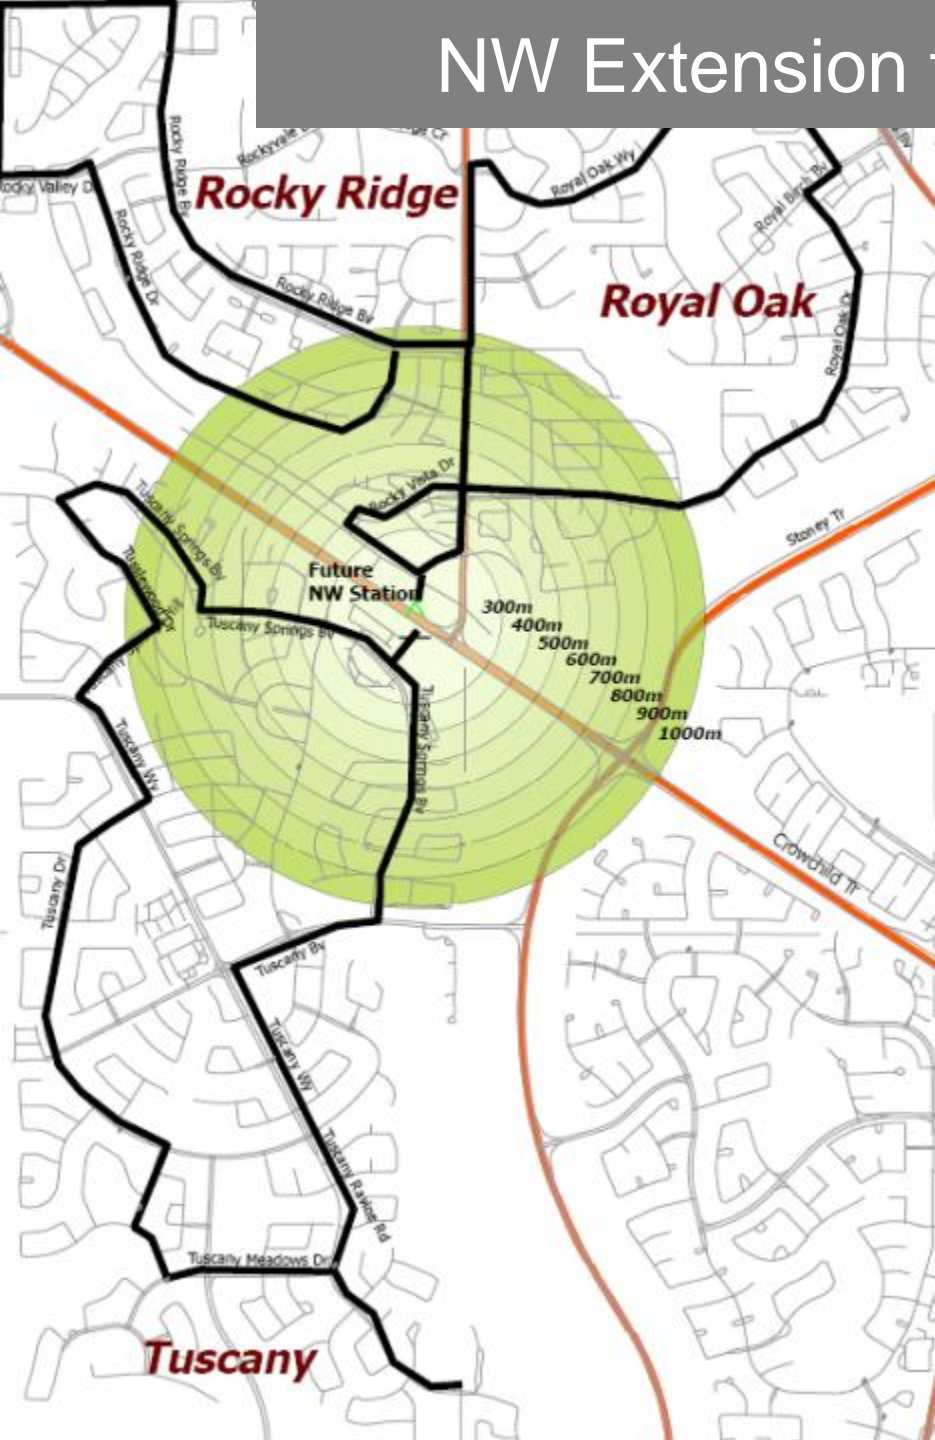 NW Extension
Rocky Ridge Bv
Royal Oak Wy
Rocky Ridge
Rocky Valley D
Royal Birch Bv
Rocky Ridge Dr
Rocky Ridge Bv
Royal Oak
Royal Oak Dr
Rocky Vista Dr
Tuscany Springs Bv
Stoney Tr
Future
NW Station
300m
400m
500m
600m
700m
800m
900m
1000m
Tuscany Springs Bv
Tuscany Springs Bv
Tuscany Wy
Crowchild Tr
Tuscany Dr
Tuscany Bv
Tuscany Wy
Tuscany Ravine Rd
Tuscany Meadows Dr
Tuscany